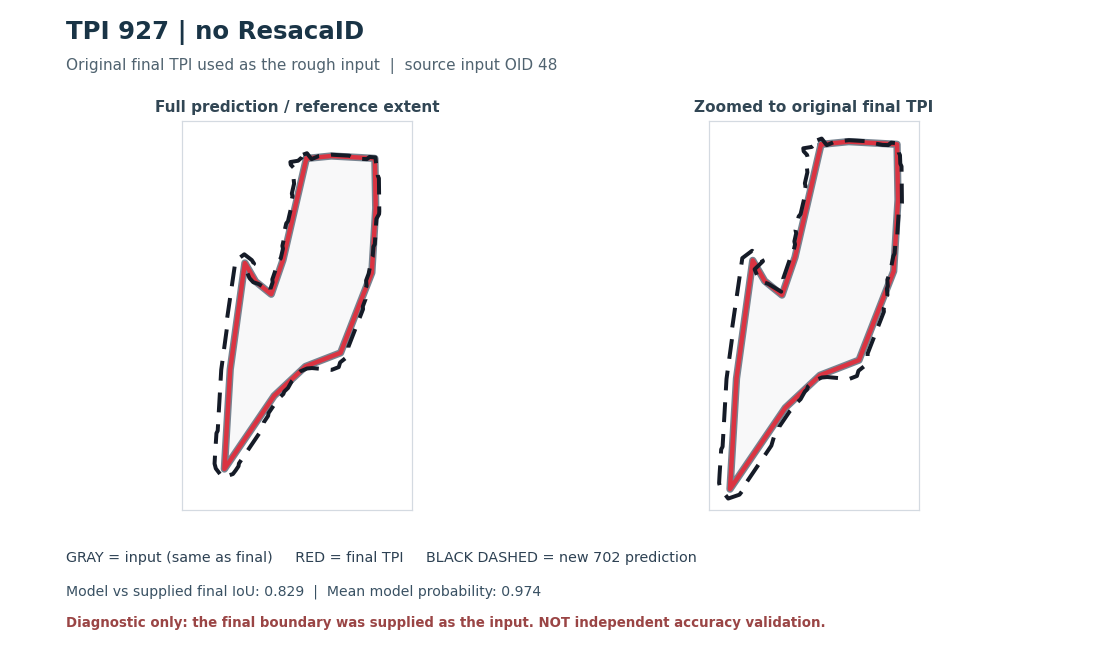 TPI 927 | no ResacaID
Original final TPI used as the rough input | source input OID 48
Full prediction / reference extent
Zoomed to original final TPI
GRAY = input (same as final) RED = final TPI BLACK DASHED = new 702 prediction
Model vs supplied final IoU: 0.829 | Mean model probability: 0.974
Diagnostic only: the final boundary was supplied as the input. NOT independent accuracy validation.